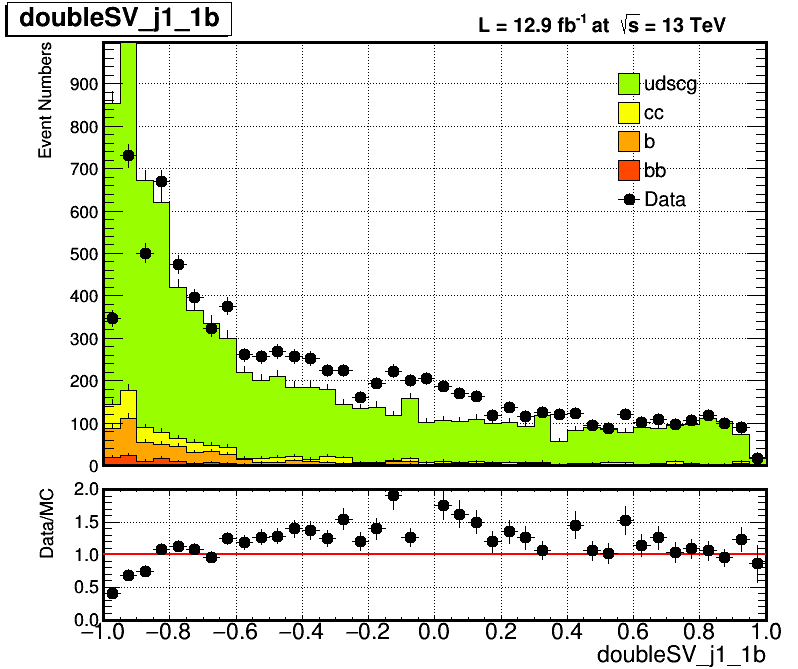 doubleSV_j1_1b
L = 12.9 fb-1 at √s = 13 TeV
Event Numbers
900
800
700
600
500
400
300
200
100
0
udscg
cc
b
bb
Data
Data/MC
2.0
1.5
1.0
0.5
0.0
−1.0 −0.8 −0.6 −0.4 −0.2 0.0 0.2 0.4 0.6 0.8 1.0
doubleSV_j1_1b